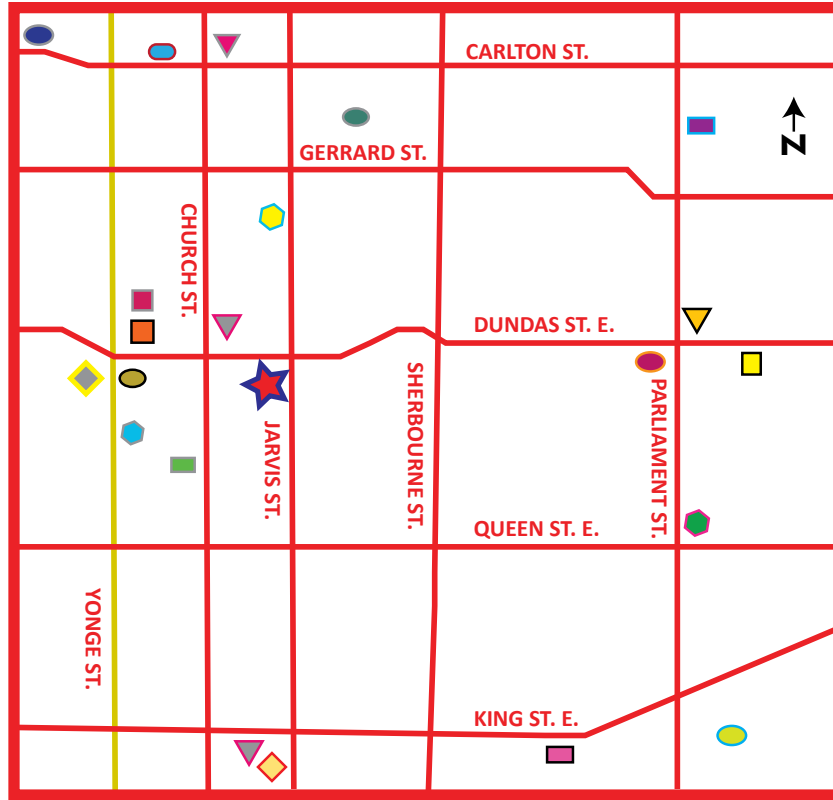 CARLTON ST.
GERRARD ST.
N
CHURCH ST.
DUNDAS ST. E.
SHERBOURNE ST.
PARLIAMENT ST.
JARVIS ST.
QUEEN ST. E.
YONGE ST.
KING ST. E.